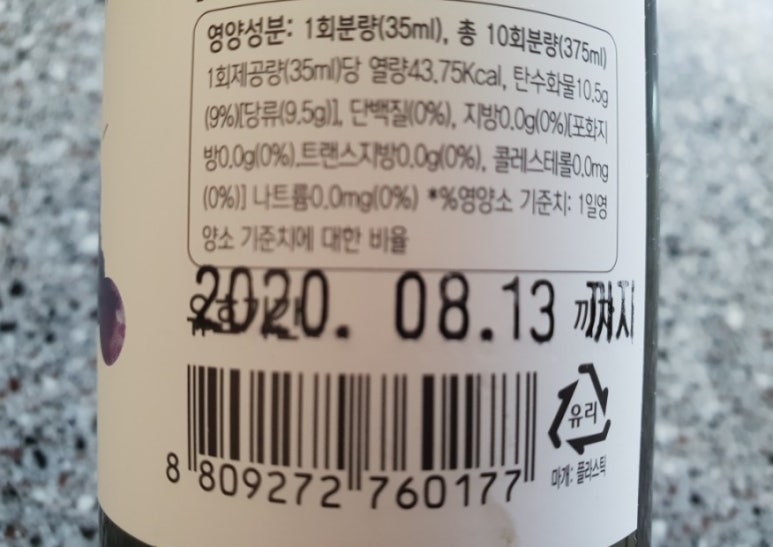 영양성분: 1회분량(35ml), 총 10회분량(375ml)
1회제공량(35ml)당 열량43.75Kcal, 탄수화물10.5g
(9%)[당류(9.5g)], 단백질(0%), 지방0.0g(0%)[포화지
방0.0g(0%),트랜스지방0.0g(0%), 콜레스테롤0.0mg
(0%)] 나트륨0.0mg(0%) *%영양소 기준치: 1일영
양소 기준치에 대한 비율
유효기간 2020. 08.13 까지
유리
마개: 플라스틱
8 809272 760177